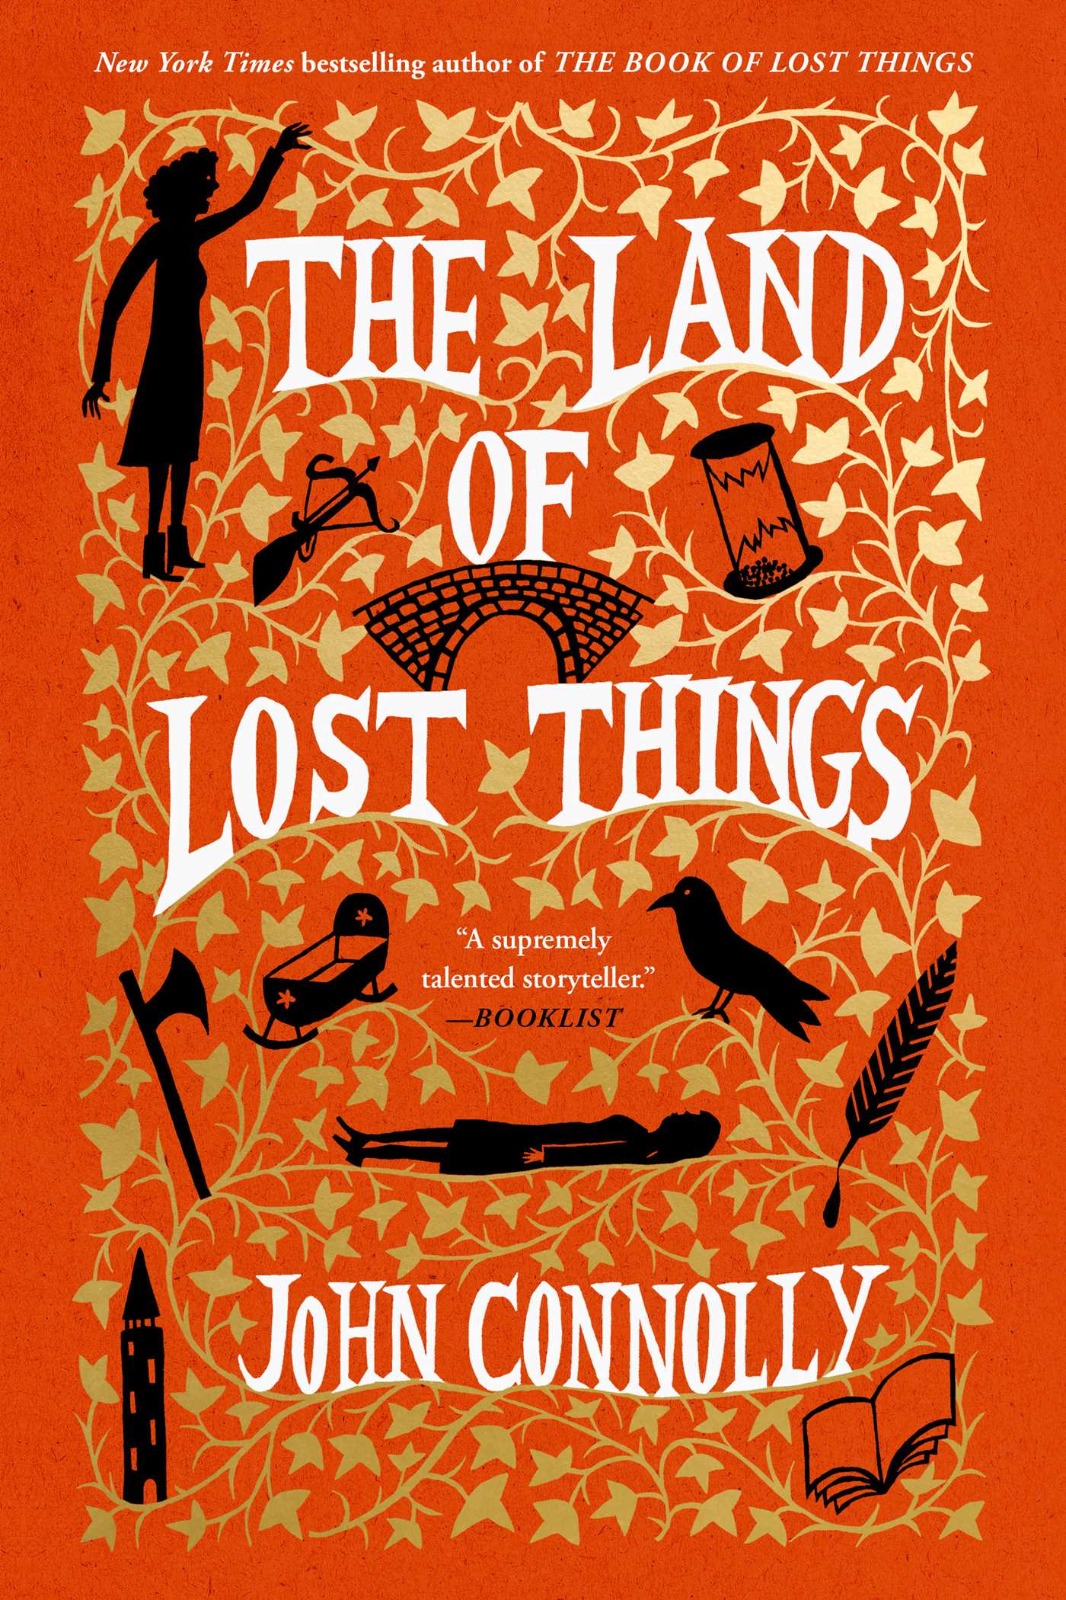 New York Times bestselling author of THE BOOK OF LOST THINGS
THE LAND
OF
LOST THINGS
“A supremely
talented storyteller.”
—BOOKLIST
JOHN CONNOLLY